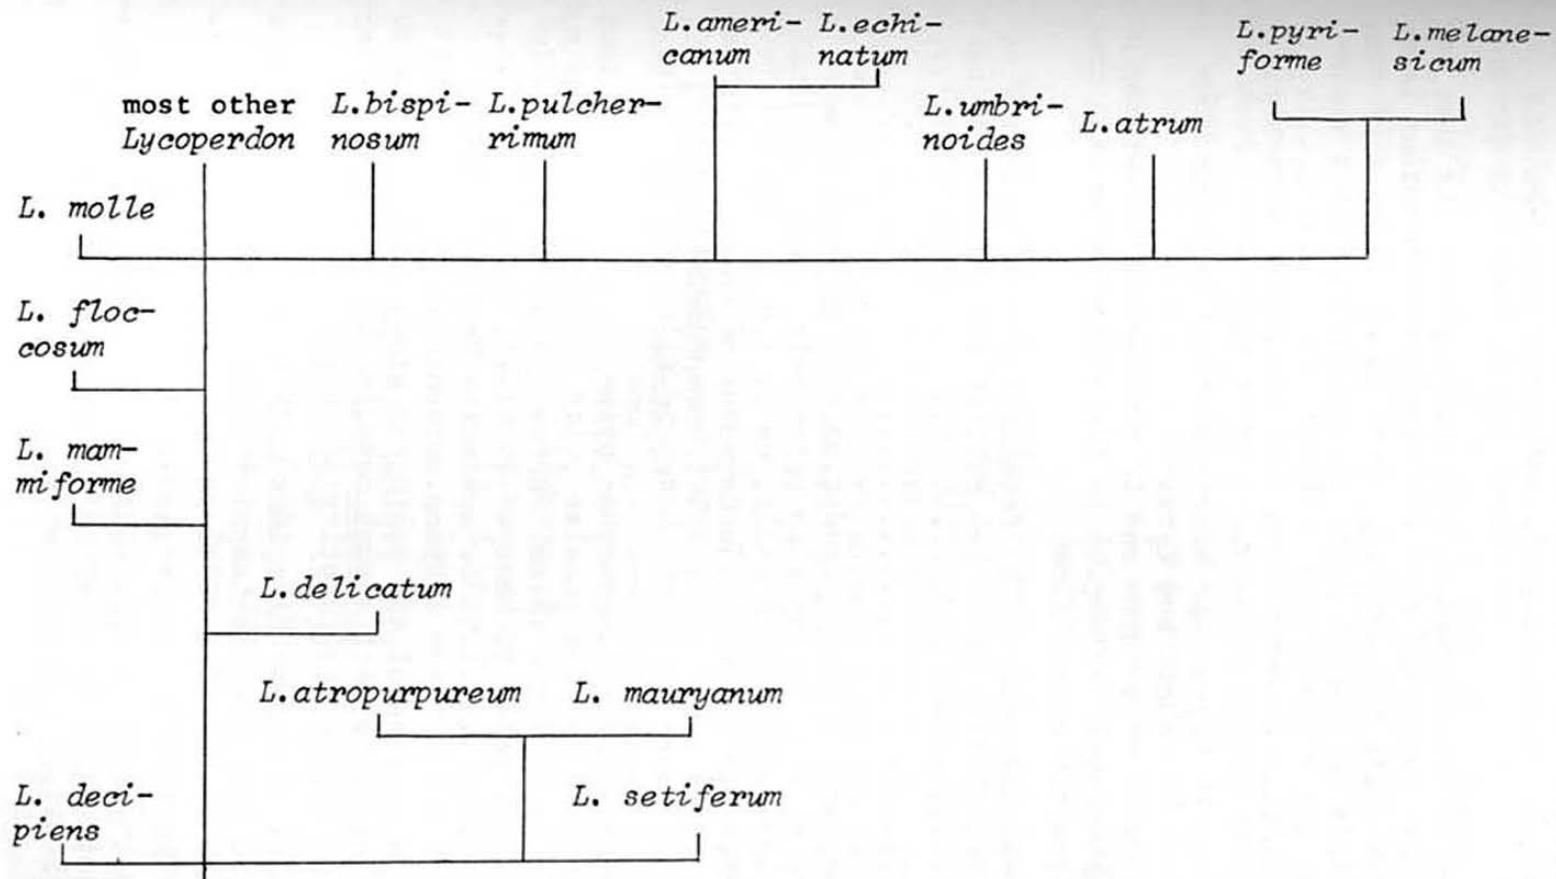 L.ameri-
canum
L.echi-
natum
L.pyri-
forme
L.melane-
sicum
most other
Lycoperdon
L.bispi-
nosum
L.pulcher-
rimum
L.umbri-
noides
L.atrum
L. molle
L. floc-
cosum
L. mam-
miforme
L.delicatum
L.atropurpureum
L. mauryanum
L. deci-
piens
L. setiferum